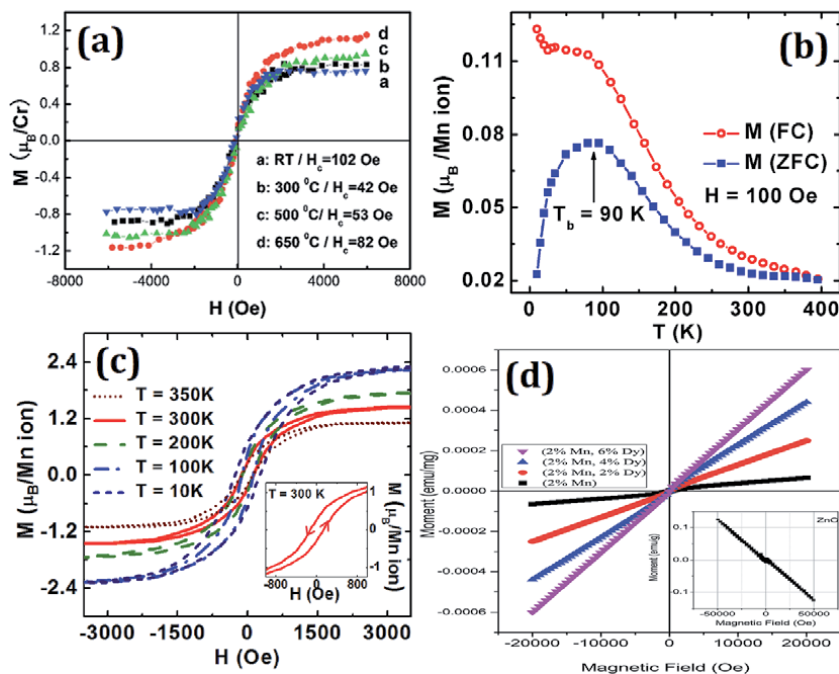 (a)
M (μB/Cr)
1.2
0.8
0.4
0.0
-0.4
-0.8
-1.2
d
c
b
a
a: RT / Hc=102 Oe
b: 300 ⁰C / Hc=42 Oe
c: 500 ⁰C / Hc=53 Oe
d: 650 ⁰C / Hc=82 Oe
-8000 -4000 0 4000 8000
H (Oe)
(b)
M (μB /Mn ion)
0.11
0.08
0.05
0.02
M (FC)
M (ZFC)
H = 100 Oe
Tb = 90 K
0 100 200 300 400
T (K)
(c)
M (μB/Mn ion)
2.4
1.2
0.0
-1.2
-2.4
T = 350K
T = 300K
T = 200K
T = 100K
T = 10K
T = 300 K
M (μB/Mn ion)
1
0
-1
-800 0 800
H (Oe)
-3500 -1500 0 1500 3500
H (Oe)
(d)
Moment (emu/mg)
0.0006
0.0004
0.0002
0.0000
-0.0002
-0.0004
-0.0006
(2% Mn, 6% Dy)
(2% Mn, 4% Dy)
(2% Mn, 2% Dy)
(2% Mn)
ZnO
Moment (emu/g)
0.1
0.0
-0.1
-50000 0 50000
Magnetic Field (Oe)
-20000 -10000 0 10000 20000
Magnetic Field (Oe)